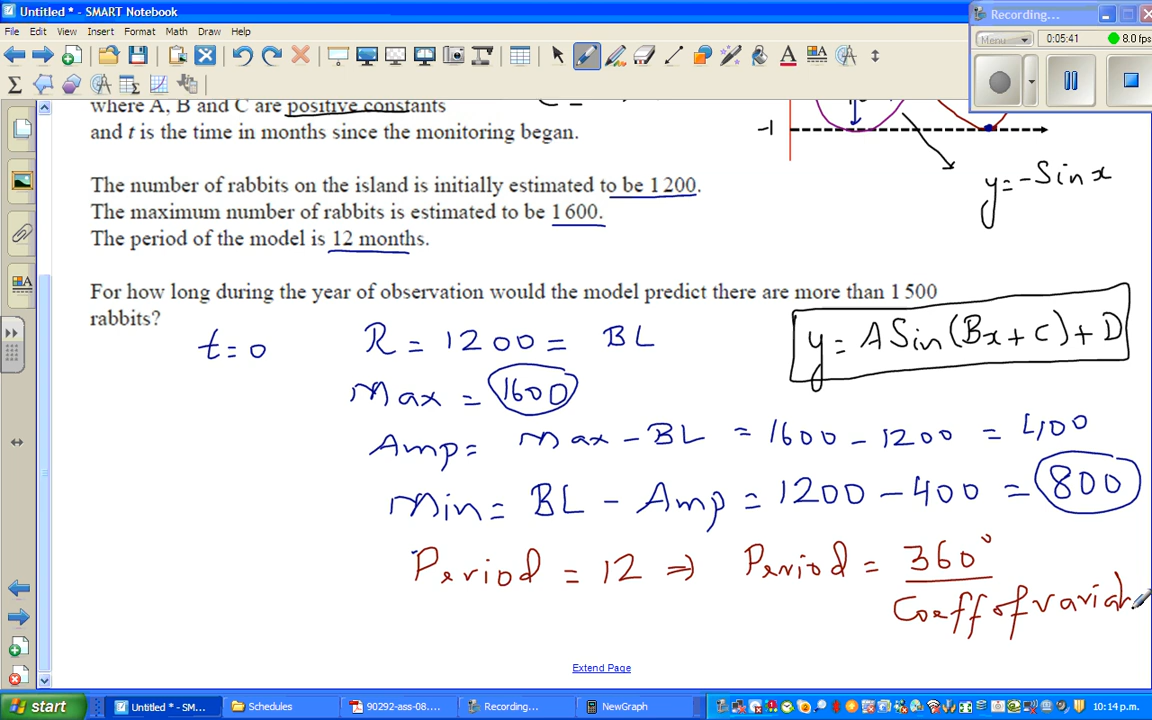 Untitled * - SMART Notebook
Recording...
File Edit View Insert Format Math Draw Help
Menu
0:05:41
8.0 fps
where A, B and C are positive constants
and t is the time in months since the monitoring began.
-1
y = -Sin x
The number of rabbits on the island is initially estimated to be 1 200.
The maximum number of rabbits is estimated to be 1 600.
The period of the model is 12 months.
For how long during the year of observation would the model predict there are more than 1 500
rabbits?
y = A Sin (Bx + C) + D
t = 0 R = 1200 = BL
Max = 1600
Amp = Max - BL = 1600 - 1200 = 400
Min = BL - Amp = 1200 - 400 = 800
Period = 12 ⇒ Period = 360°
Coeff of variab
Extend Page
start Untitled * - SM... Schedules 90292-ass-08.... Recording... NewGraph 10:14 p.m.